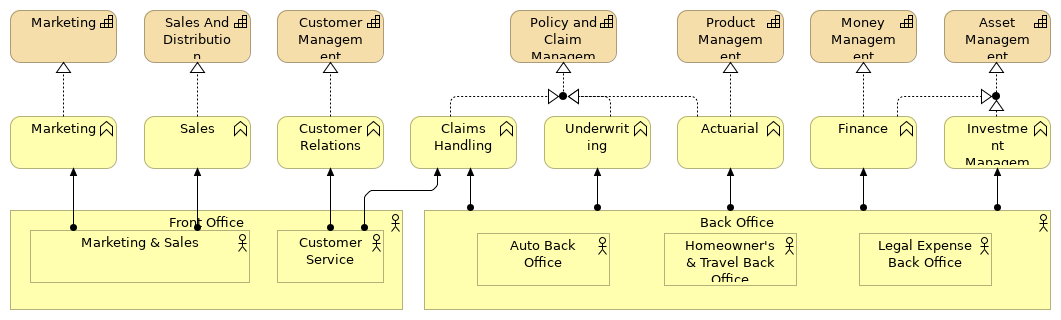 Marketing
Sales And
Distributio
n
Customer
Managem
ent
Policy and
Claim
Managem
Product
Managem
ent
Money
Managem
ent
Asset
Managem
ent
Marketing
Sales
Customer
Relations
Claims
Handling
Underwrit
ing
Actuarial
Finance
Investme
nt
Managem
Front Office
Back Office
Marketing & Sales
Customer
Service
Auto Back
Office
Homeowner's
& Travel Back
Office
Legal Expense
Back Office